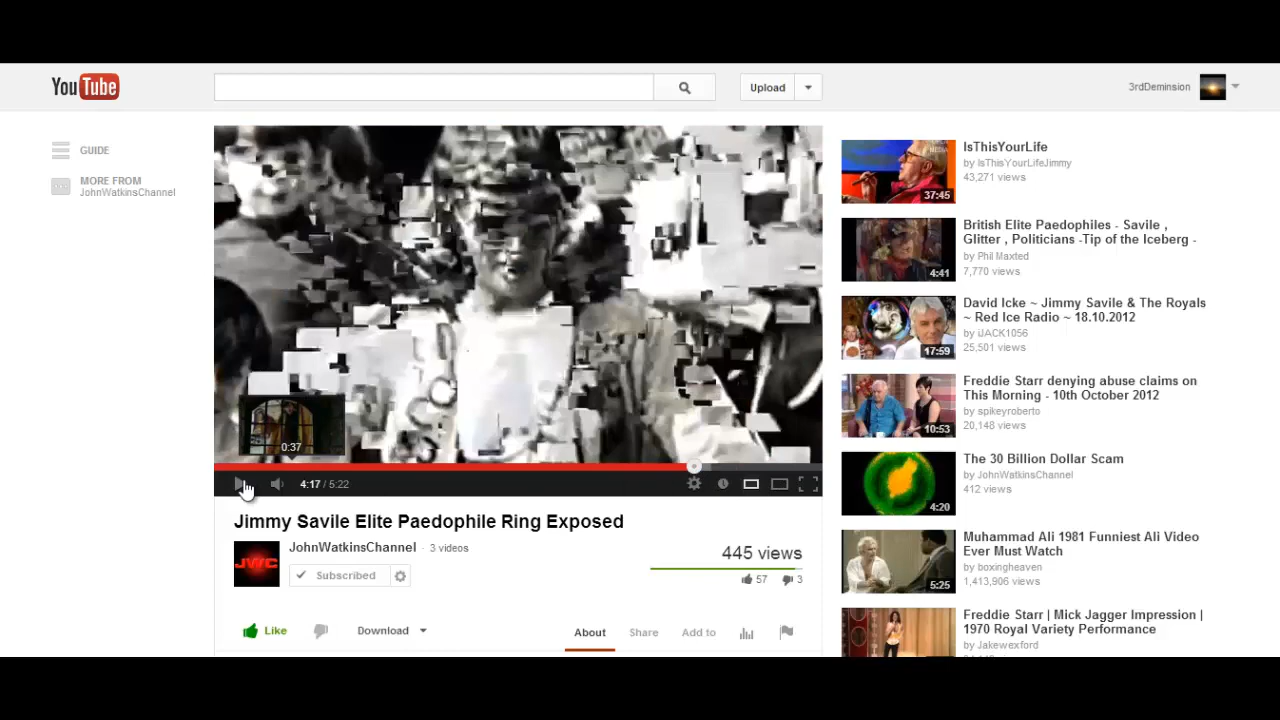 YouTube
Upload
3rdDeminsion
GUIDE
MORE FROM
JohnWatkinsChannel
0:37
4:17 / 5:22
Jimmy Savile Elite Paedophile Ring Exposed
JWC
JohnWatkinsChannel · 3 videos
Subscribed
445 views
57 3
Like
Download
About
Share
Add to
37:45
IsThisYourLife
by IsThisYourLifeJimmy
43,271 views
4:41
British Elite Paedophiles - Savile ,
Glitter , Politicians -Tip of the Iceberg -
by Phil Maxted
7,770 views
17:59
David Icke ~ Jimmy Savile & The Royals
~ Red Ice Radio ~ 18.10.2012
by iJACK1056
25,501 views
10:53
Freddie Starr denying abuse claims on
This Morning - 10th October 2012
by spikeyroberto
20,148 views
4:20
The 30 Billion Dollar Scam
by JohnWatkinsChannel
412 views
5:25
Muhammad Ali 1981 Funniest Ali Video
Ever Must Watch
by boxingheaven
1,413,906 views
Freddie Starr | Mick Jagger Impression |
1970 Royal Variety Performance
by Jakewexford